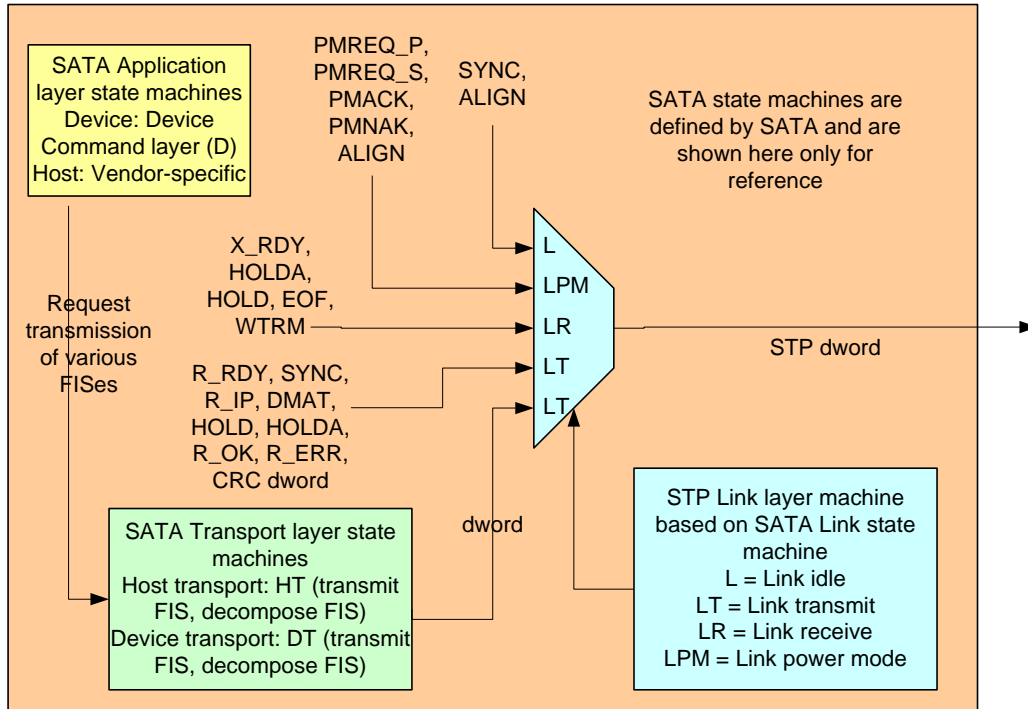 SATA Application
layer state machines
Device: Device
Command layer (D)
Host: Vendor-specific
PMREQ_P,
PMREQ_S,
PMACK,
PMNAK,
ALIGN
SYNC,
ALIGN
SATA state machines are
defined by SATA and are
shown here only for
reference
X_RDY,
HOLDA,
HOLD, EOF,
WTRM
L
LPM
LR
LT
LT
STP dword
Request
transmission
of various
FISes
R_RDY, SYNC,
R_IP, DMAT,
HOLD, HOLDA,
R_OK, R_ERR,
CRC dword
dword
SATA Transport layer state
machines
Host transport: HT (transmit
FIS, decompose FIS)
Device transport: DT (transmit
FIS, decompose FIS)
STP Link layer machine
based on SATA Link state
machine
L = Link idle
LT = Link transmit
LR = Link receive
LPM = Link power mode